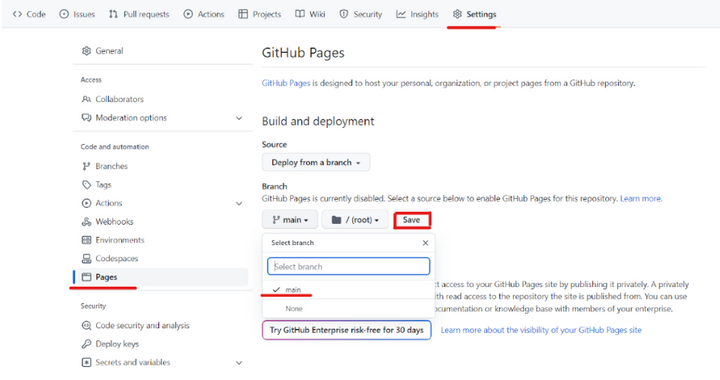 Code Issues Pull requests Actions Projects Wiki Security Insights Settings
General
Access
Collaborators
Moderation options
Code and automation
Branches
Tags
Actions
Webhooks
Environments
Codespaces
Pages
Security
Code security and analysis
Deploy keys
Secrets and variables
GitHub Pages
GitHub Pages is designed to host your personal, organization, or project pages from a GitHub repository.
Build and deployment
Source
Deploy from a branch
Branch
GitHub Pages is currently disabled. Select a source below to enable GitHub Pages for this repository. Learn more.
main / (root) Save
Select branch
Select branch
main
None
access to your GitHub Pages site by publishing it privately. A privately
with read access to the repository the site is published from. You can use
documentation or knowledge base with members of your enterprise.
Try GitHub Enterprise risk-free for 30 days Learn more about the visibility of your GitHub Pages site